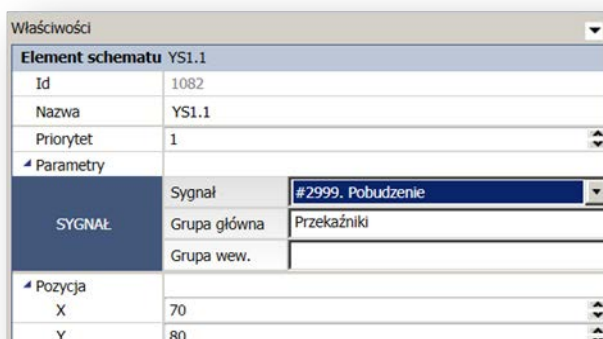 Właściwości
Element schematu YS1.1
Id 1082
Nazwa YS1.1
Priorytet 1
Parametry
SYGNAŁ
Sygnał #2999. Pobudzenie
Grupa główna Przekaźniki
Grupa wew.
Pozycja
X 70
Y 80